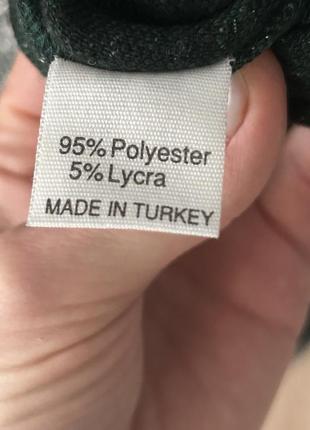 95% Polyester
5% Lycra
MADE IN TURKEY